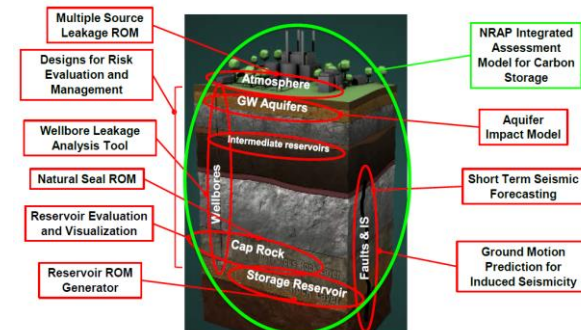 Multiple Source
Leakage ROM
Designs for Risk
Evaluation and
Management
Wellbore Leakage
Analysis Tool
Natural Seal ROM
Reservoir Evaluation
and Visualization
Reservoir ROM
Generator
Atmosphere
GW Aquifers
Intermediate reservoirs
Wellbores
Cap Rock
Storage Reservoir
Faults & IS
NRAP Integrated
Assessment
Model for Carbon
Storage
Aquifer
Impact Model
Short Term Seismic
Forecasting
Ground Motion
Prediction for
Induced Seismicity